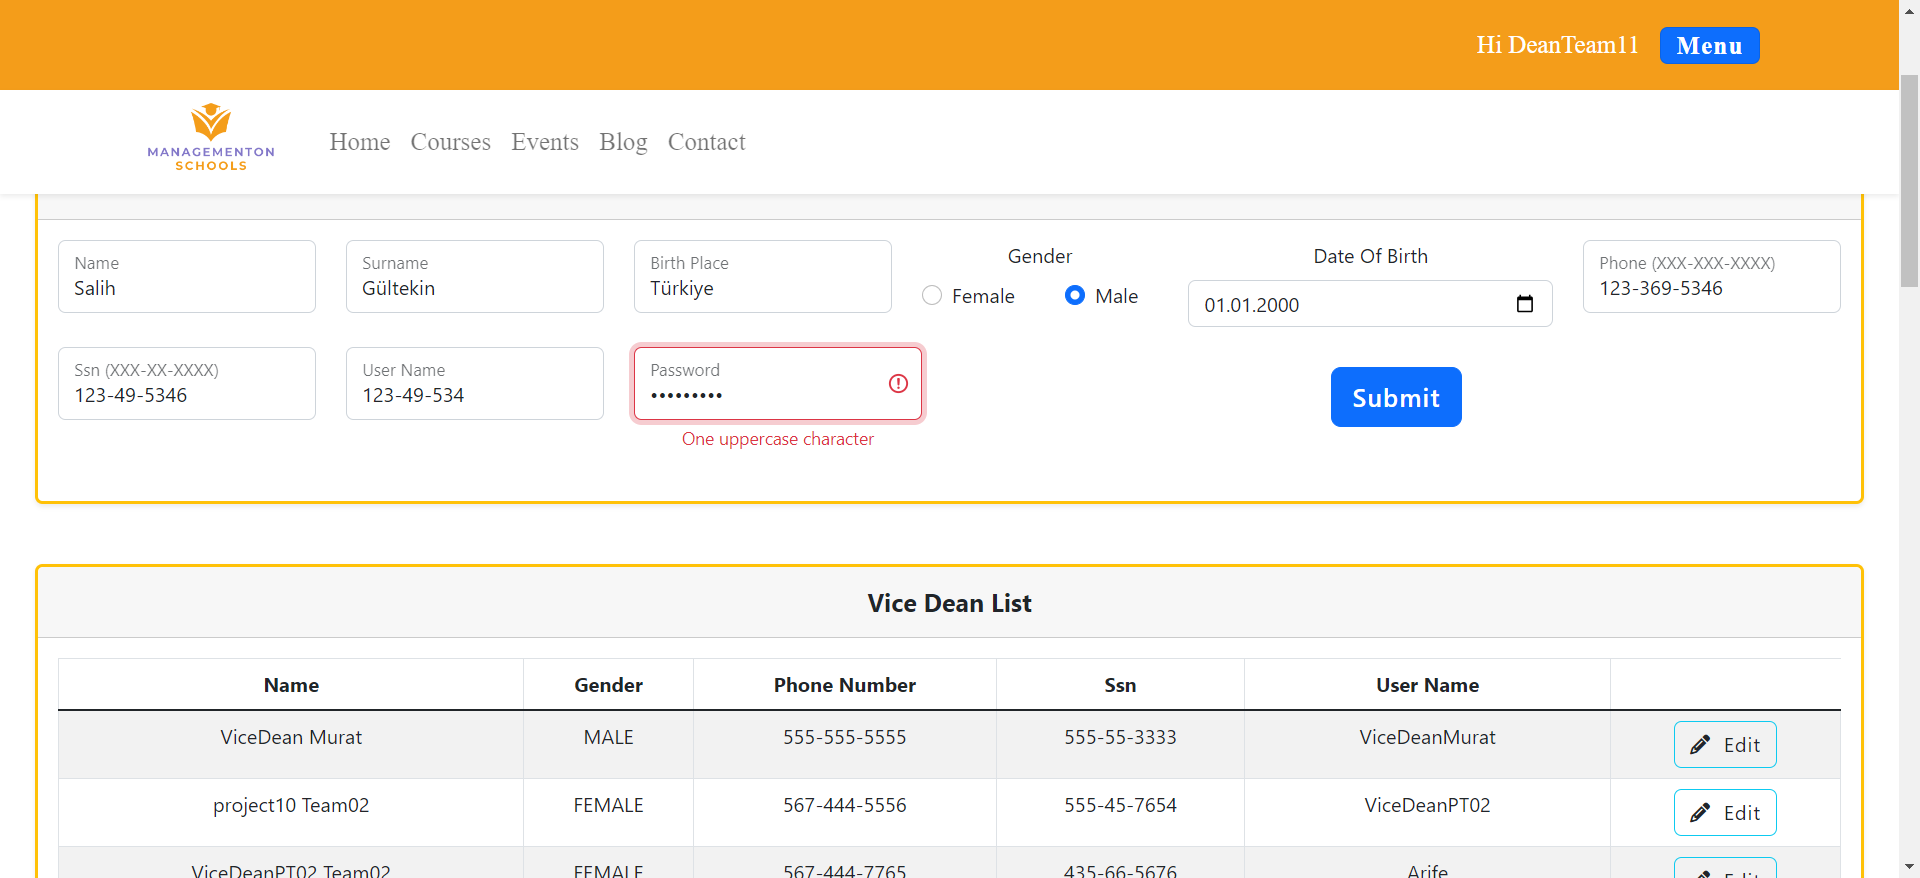 Hi DeanTeam11 Menu
MANAGEMENTON
SCHOOLS
Home Courses Events Blog Contact
Name
Salih
Surname
Gültekin
Birth Place
Türkiye
Gender
Female Male
Date Of Birth
01.01.2000
Phone (XXX-XXX-XXXX)
123-369-5346
Ssn (XXX-XX-XXXX)
123-49-5346
User Name
123-49-534
Password
•••••••••
One uppercase character
Submit
Vice Dean List
Name Gender Phone Number Ssn User Name
ViceDean Murat MALE 555-555-5555 555-55-3333 ViceDeanMurat Edit
project10 Team02 FEMALE 567-444-5556 555-45-7654 ViceDeanPT02 Edit
ViceDeanPT02 Team02 FEMALE 567-444-7765 435-66-5676 Arife Edit